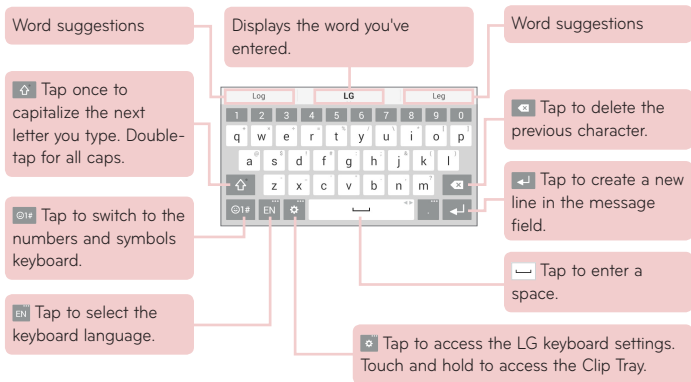 Word suggestions
Displays the word you've
entered.
Word suggestions
Tap once to
capitalize the next
letter you type. Double-
tap for all caps.
☺1# Tap to switch to the
numbers and symbols
keyboard.
EN Tap to select the
keyboard language.
Log LG Leg
1 2 3 4 5 6 7 8 9 0
q w e r t y u i o p
a s d f g h j k l
z x c v b n m
☺1# EN .
Tap to delete the
previous character.
Tap to create a new
line in the message
field.
Tap to enter a
space.
Tap to access the LG keyboard settings.
Touch and hold to access the Clip Tray.